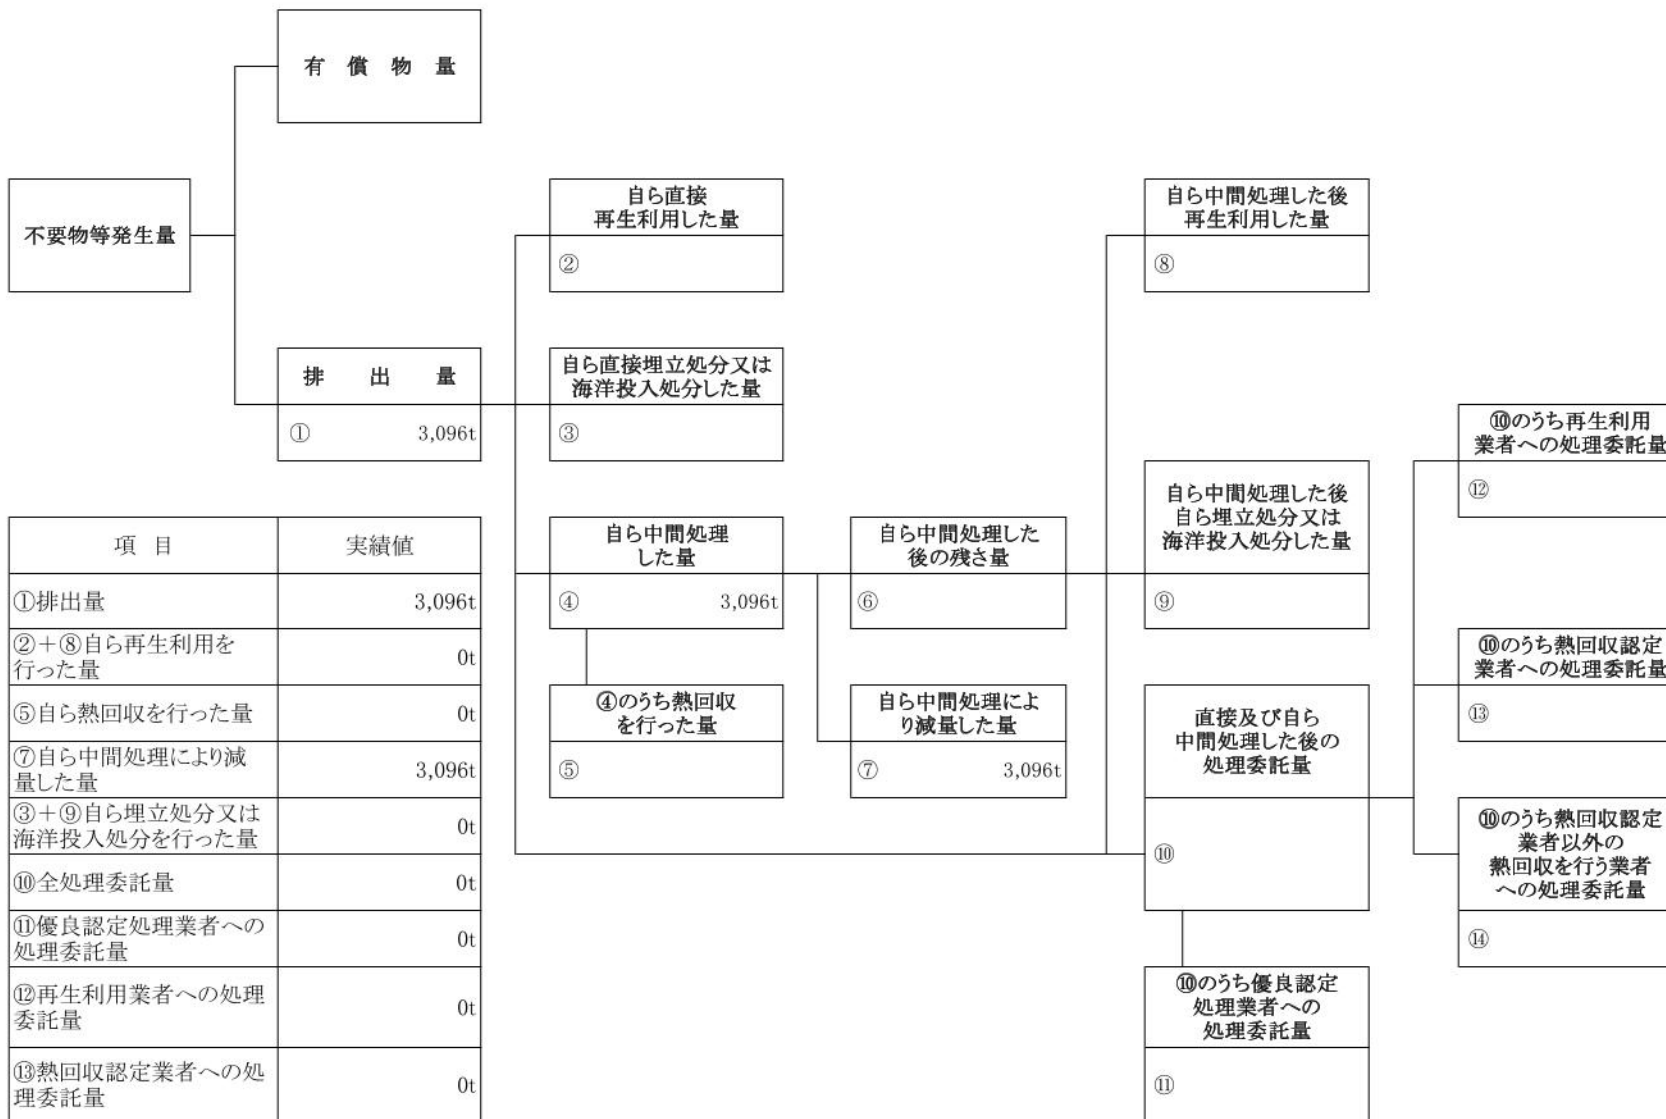 有 償 物 量
不要物等発生量
自ら直接
再生利用した量
②
自ら中間処理した後
再生利用した量
⑧
排 出 量
① 3,096t
自ら直接埋立処分又は
海洋投入処分した量
③
⑩のうち再生利用
業者への処理委託量
⑫
自ら中間処理した後
自ら埋立処分又は
海洋投入処分した量
⑨
自ら中間処理
した量
④ 3,096t
自ら中間処理した
後の残さ量
⑥
⑩のうち熱回収認定
業者への処理委託量
⑬
④のうち熱回収
を行った量
⑤
自ら中間処理によ
り減量した量
⑦ 3,096t
直接及び自ら
中間処理した後の
処理委託量
⑩
⑩のうち熱回収認定
業者以外の
熱回収を行う業者
への処理委託量
⑭
⑩のうち優良認定
処理業者への
処理委託量
⑪
項 目 実績値
①排出量 3,096t
②+⑧自ら再生利用を
行った量 0t
⑤自ら熱回収を行った量 0t
⑦自ら中間処理により減
量した量 3,096t
③+⑨自ら埋立処分又は
海洋投入処分を行った量 0t
⑩全処理委託量 0t
⑪優良認定処理業者への
処理委託量 0t
⑫再生利用業者への処理
委託量 0t
⑬熱回収認定業者への処
理委託量 0t